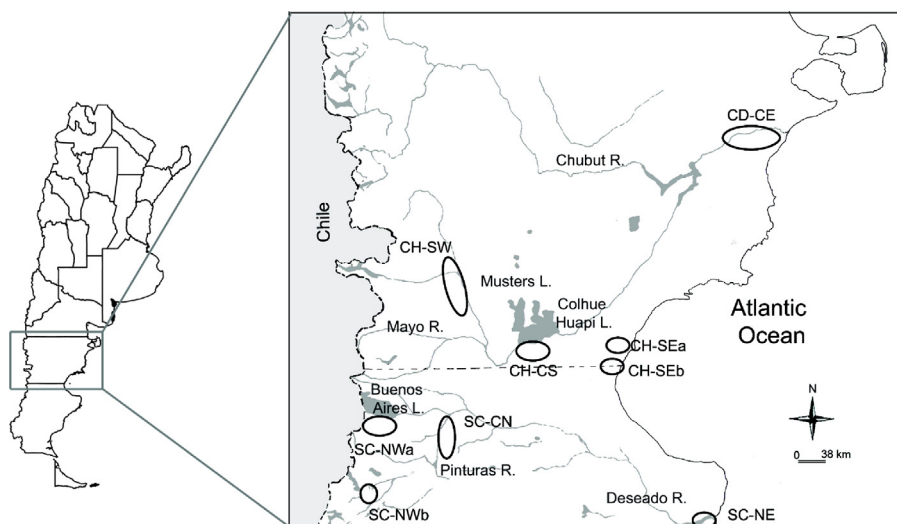 CD-CE
Chubut R.
Chile
CH-SW
Musters L.
Colhue
Huapi L.
Atlantic
Ocean
Mayo R.
CH-SEa
CH-CS
CH-SEb
Buenos
Aires L.
SC-CN
SC-NWa
Pinturas R.
N
0 38 km
Deseado R.
SC-NWb
SC-NE